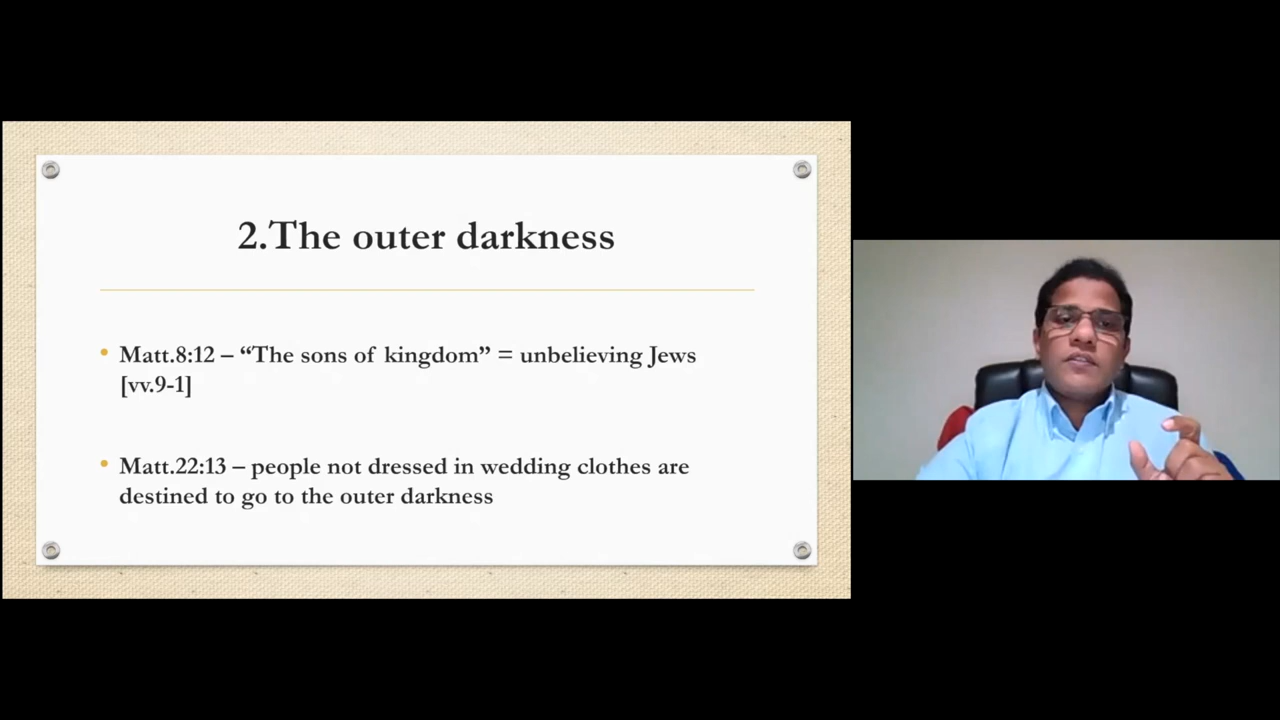 2.The outer darkness
Matt.8:12 – “The sons of kingdom” = unbelieving Jews
[vv.9-1]
Matt.22:13 – people not dressed in wedding clothes are
destined to go to the outer darkness